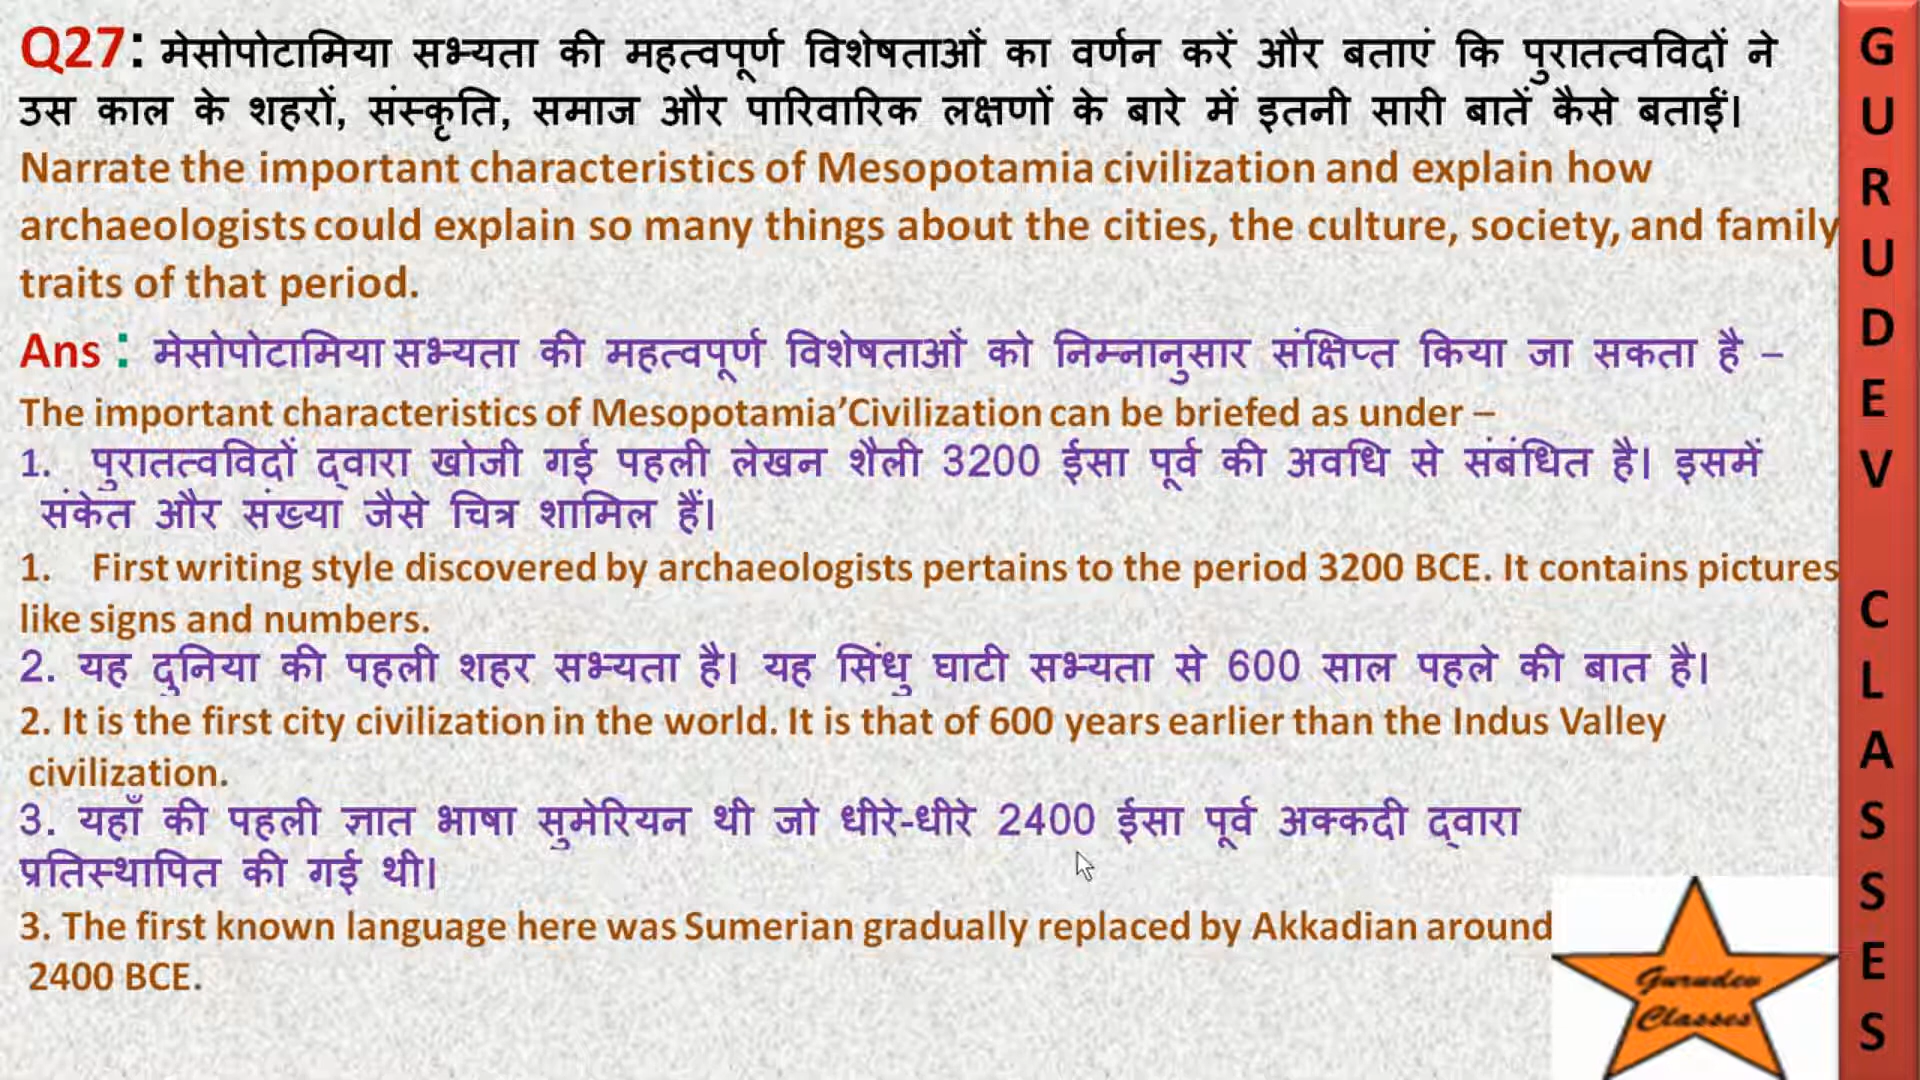 Q27: मेसोपोटामिया सभ्यता की महत्वपूर्ण विशेषताओं का वर्णन करें और बताएं कि पुरातत्वविदों ने
उस काल के शहरों, संस्कृति, समाज और पारिवारिक लक्षणों के बारे में इतनी सारी बातें कैसे बताईं।
Narrate the important characteristics of Mesopotamia civilization and explain how
archaeologists could explain so many things about the cities, the culture, society, and family
traits of that period.
Ans : मेसोपोटामिया सभ्यता की महत्वपूर्ण विशेषताओं को निम्नानुसार संक्षिप्त किया जा सकता है –
The important characteristics of Mesopotamia’Civilization can be briefed as under –
1. पुरातत्वविदों द्वारा खोजी गई पहली लेखन शैली 3200 ईसा पूर्व की अवधि से संबंधित है। इसमें
संकेत और संख्या जैसे चित्र शामिल हैं।
1. First writing style discovered by archaeologists pertains to the period 3200 BCE. It contains pictures
like signs and numbers.
2. यह दुनिया की पहली शहर सभ्यता है। यह सिंधु घाटी सभ्यता से 600 साल पहले की बात है।
2. It is the first city civilization in the world. It is that of 600 years earlier than the Indus Valley
civilization.
3. यहाँ की पहली ज्ञात भाषा सुमेरियन थी जो धीरे-धीरे 2400 ईसा पूर्व अक्कदी द्वारा
प्रतिस्थापित की गई थी।
3. The first known language here was Sumerian gradually replaced by Akkadian around
2400 BCE.
Gurudev
Classes
GURUDEV CLASSES